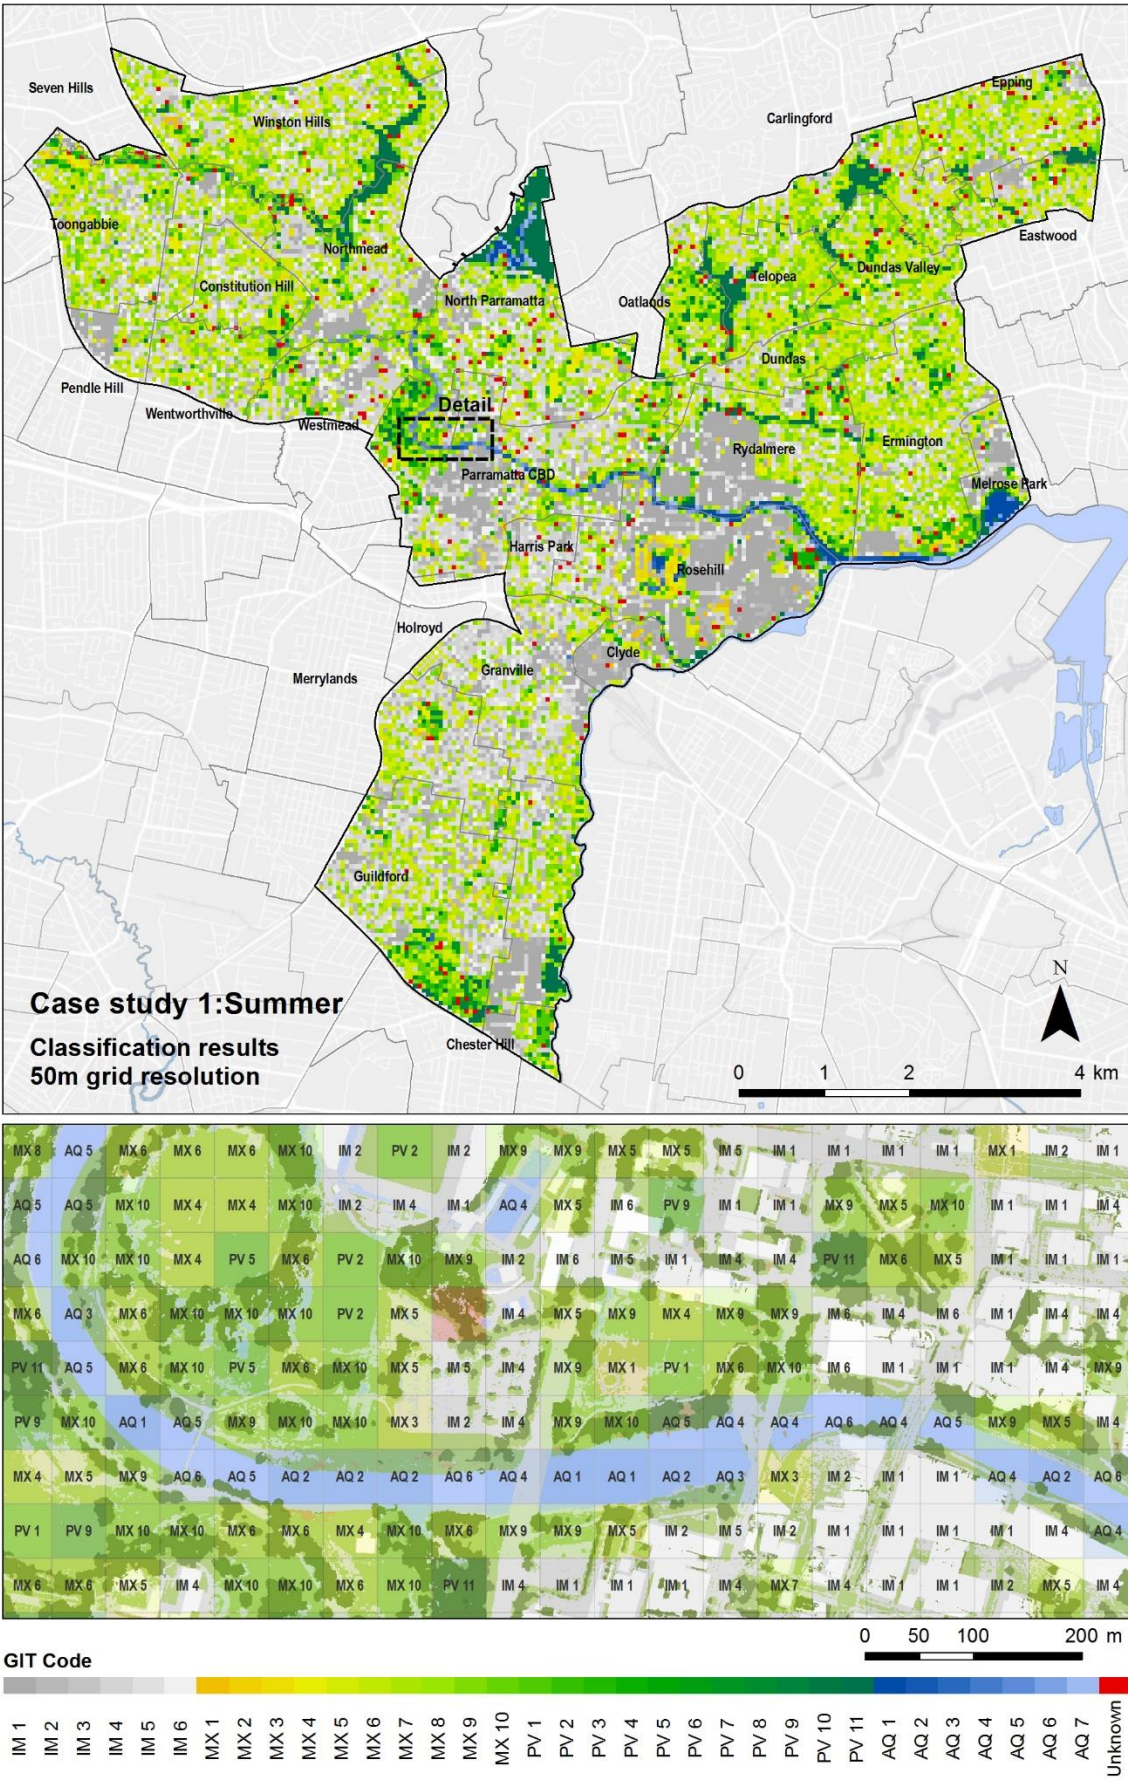 Seven Hills
Winston Hills
Carlingford
Epping
Toongabbie
Northmead
Eastwood
Constitution Hill
North Parramatta
Oatlands
Telopea
Dundas Valley
Dundas
Pendle Hill
Wentworthville
Westmead
Detail
Rydalmere
Ermington
Parramatta CBD
Melrose Park
Harris Park
Rosehill
Holroyd
Clyde
Merrylands
Granville
Guildford
N
Case study 1:Summer
Classification results
50m grid resolution
Chester Hill
0 1 2 4 km
MX 8 AQ 5 MX 6 MX 6 MX 6 MX 10 IM 2 PV 2 IM 2 MX 9 MX 9 MX 5 MX 5 IM 5 IM 1 IM 1 IM 1 IM 1 MX 1 IM 2 IM 1
AQ 5 AQ 5 MX 10 MX 4 MX 4 MX 10 IM 2 IM 4 IM 1 AQ 4 MX 5 IM 6 PV 9 IM 1 IM 1 MX 9 MX 5 MX 10 IM 1 IM 1 IM 4
AQ 6 MX 10 MX 10 MX 4 PV 5 MX 6 PV 2 MX 10 MX 9 IM 2 IM 6 IM 5 IM 1 IM 4 IM 4 PV 11 MX 6 MX 5 IM 1 IM 1 IM 1
MX 6 AQ 3 MX 6 MX 10 MX 10 MX 10 PV 2 MX 5 IM 4 MX 5 MX 9 MX 4 MX 9 MX 9 IM 6 IM 4 IM 6 IM 1 IM 4 IM 4
PV 11 AQ 5 MX 6 MX 10 PV 5 MX 6 MX 10 MX 5 IM 5 IM 4 MX 9 MX 1 PV 1 MX 6 MX 10 IM 6 IM 1 IM 1 IM 1 IM 4 MX 9
PV 9 MX 10 AQ 1 AQ 5 MX 9 MX 10 MX 10 MX 3 IM 2 IM 4 MX 9 MX 10 AQ 5 AQ 4 AQ 4 AQ 6 AQ 4 AQ 5 MX 9 MX 5 IM 4
MX 4 MX 5 MX 9 AQ 6 AQ 5 AQ 2 AQ 2 AQ 2 AQ 6 AQ 4 AQ 1 AQ 1 AQ 2 AQ 3 MX 3 IM 2 IM 1 IM 1 AQ 4 AQ 2 AQ 6
PV 1 PV 9 MX 10 MX 10 MX 6 MX 6 MX 4 MX 10 MX 6 MX 9 MX 9 MX 5 IM 2 IM 5 IM 2 IM 1 IM 1 IM 1 IM 1 IM 4 AQ 4
MX 6 MX 6 MX 5 IM 4 MX 10 MX 10 MX 6 MX 10 PV 11 IM 4 IM 1 IM 1 IM 1 IM 4 MX 7 IM 4 IM 1 IM 1 IM 2 MX 5 IM 4
0 50 100 200 m
GIT Code
IM 1
IM 2
IM 3
IM 4
IM 5
IM 6
MX 1
MX 2
MX 3
MX 4
MX 5
MX 6
MX 7
MX 8
MX 9
MX 10
PV 1
PV 2
PV 3
PV 4
PV 5
PV 6
PV 7
PV 8
PV 9
PV 10
PV 11
AQ 1
AQ 2
AQ 3
AQ 4
AQ 5
AQ 6
AQ 7
Unknown